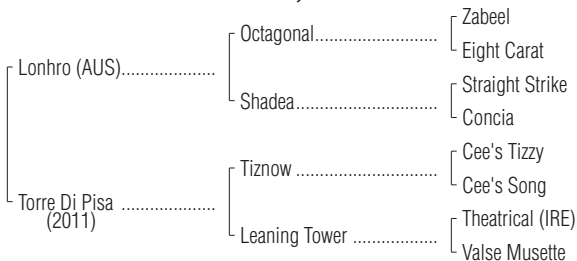 Zabeel
Octagonal
Eight Carat
Lonhro (AUS)
Straight Strike
Shadea
Concia
Cee's Tizzy
Tiznow
Cee's Song
Torre Di Pisa
(2011)
Theatrical (IRE)
Leaning Tower
Valse Musette